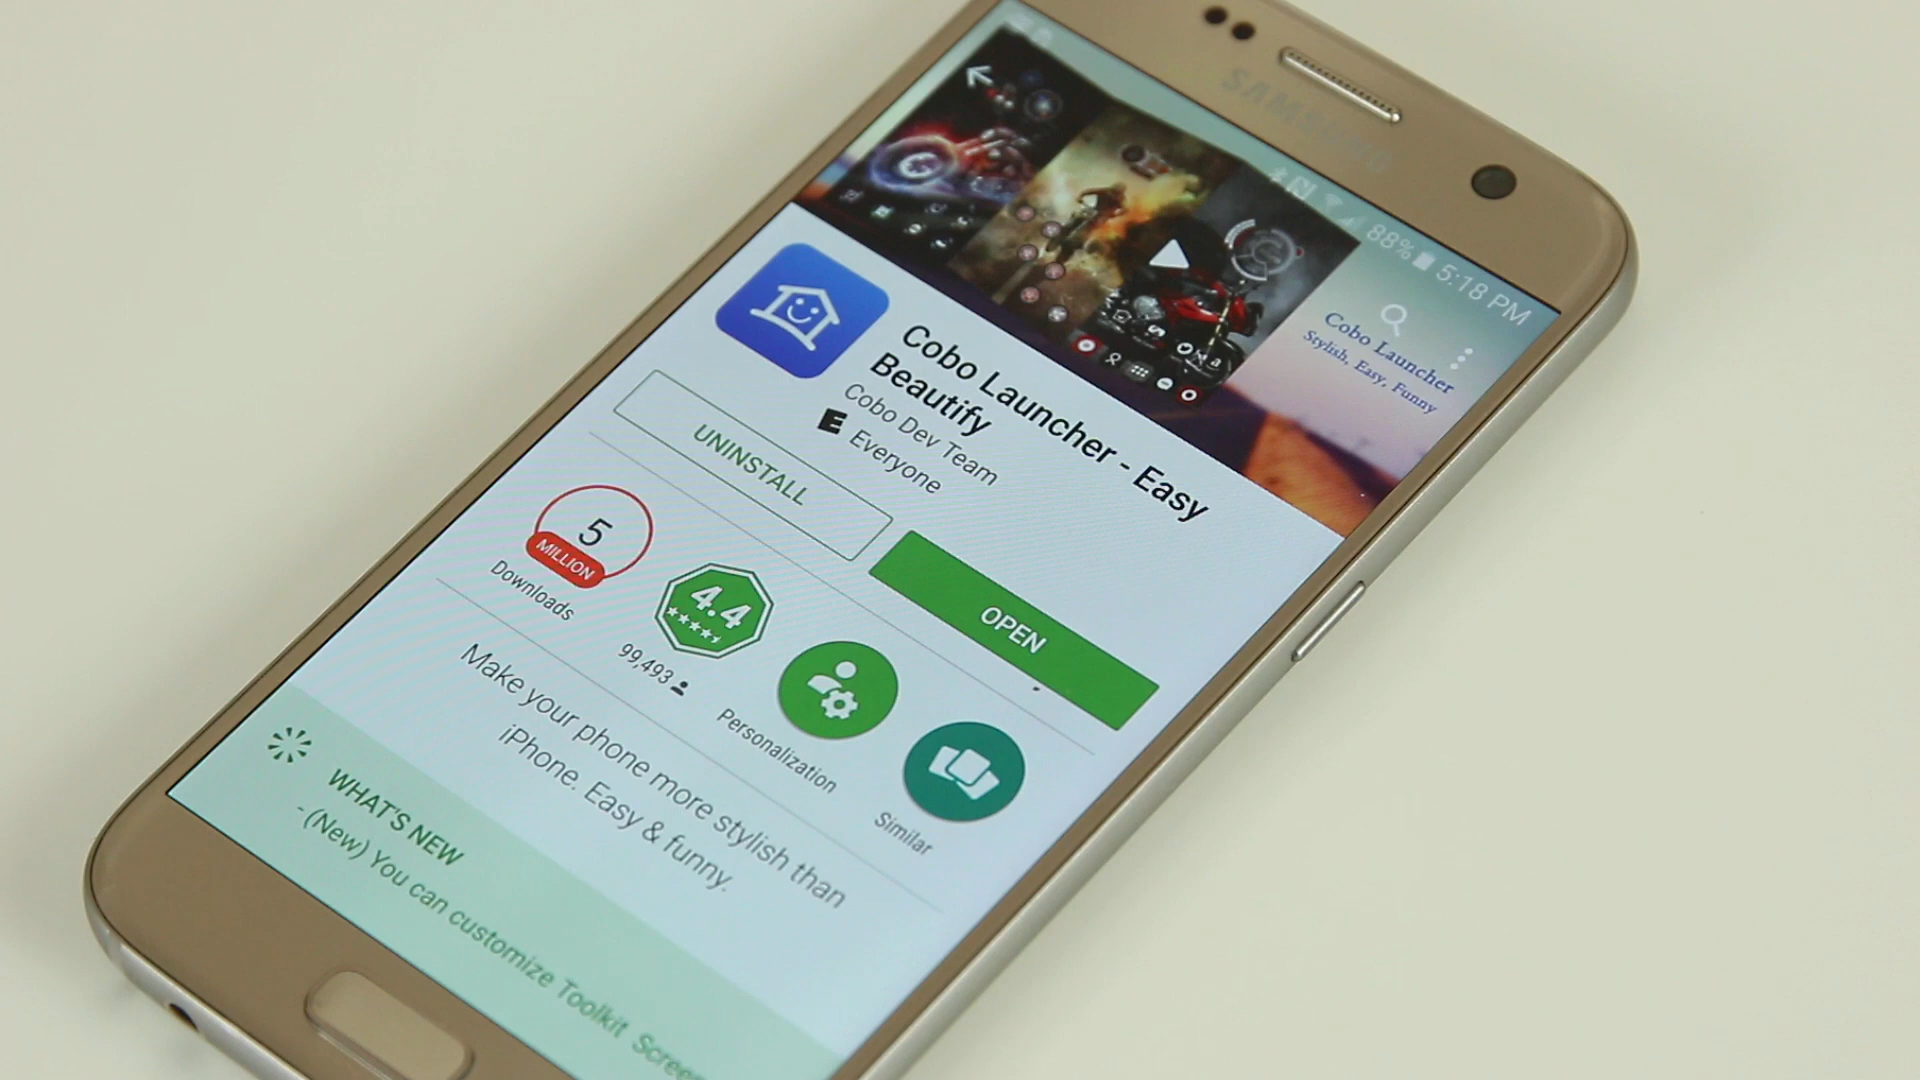 SAMSUNG
88% 5:18 PM
Cobo Launcher
Stylish, Easy, Funny
Cobo Launcher - Easy
Beautify
Cobo Dev Team
E Everyone
UNINSTALL
OPEN
5
MILLION
Downloads
4.4
99,493
Personalization
Similar
Make your phone more stylish than
iPhone. Easy & funny.
WHAT'S NEW
- (New) You can customize Toolkit Screen